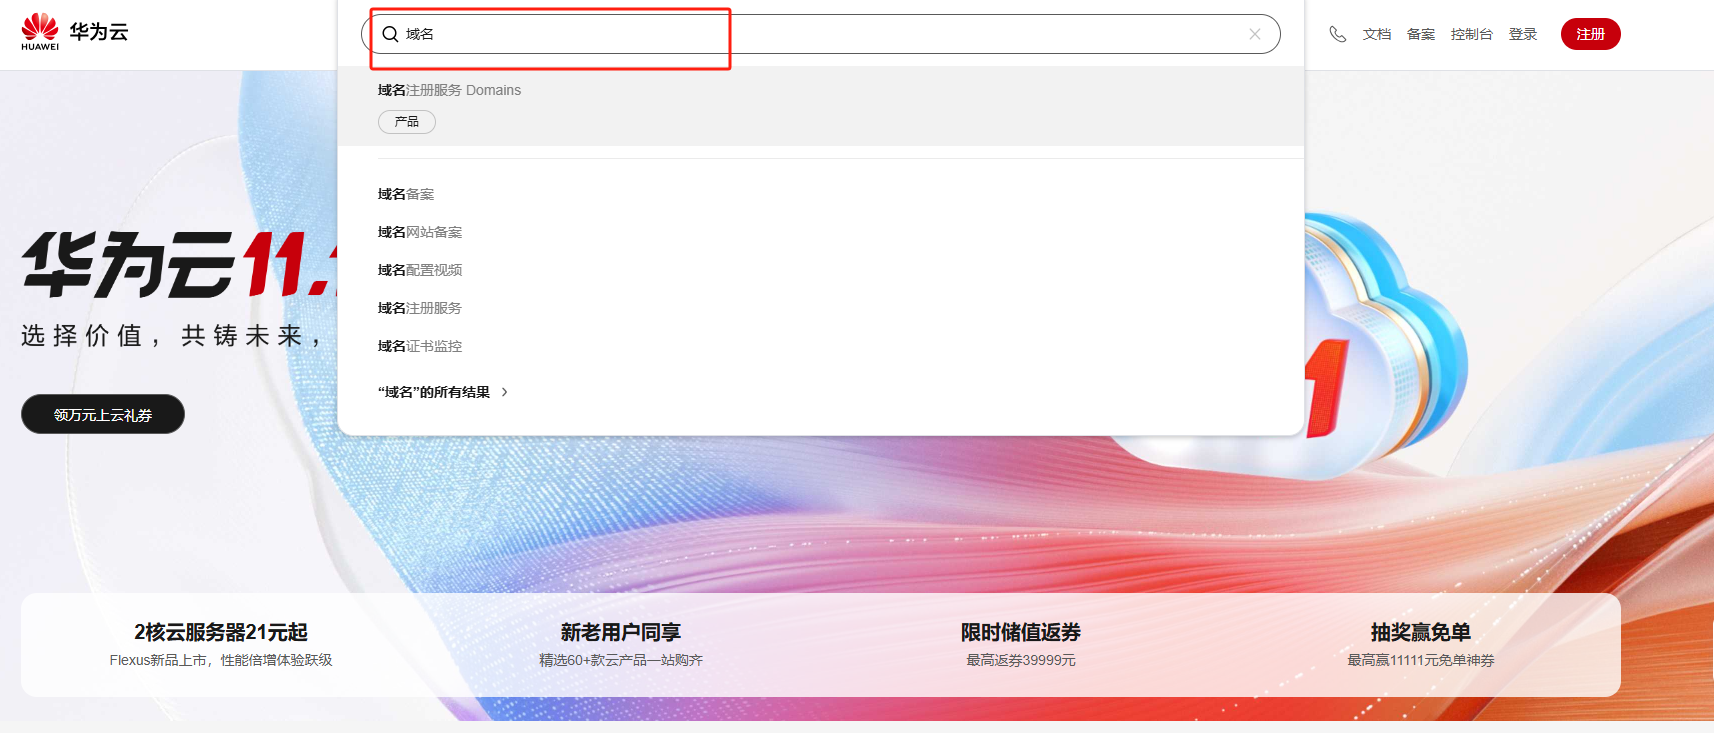 HUAWEI
华为云
域名
文档
备案
控制台
登录
注册
域名注册服务 Domains
产品
域名备案
域名网站备案
域名配置视频
域名注册服务
域名证书监控
“域名”的所有结果
华为云11.
选择价值，共铸未来，
领万元上云礼券
2核云服务器21元起
Flexus新品上市，性能倍增体验跃级
新老用户同享
精选60+款云产品一站购齐
限时储值返券
最高返券39999元
抽奖赢免单
最高赢11111元免单神券